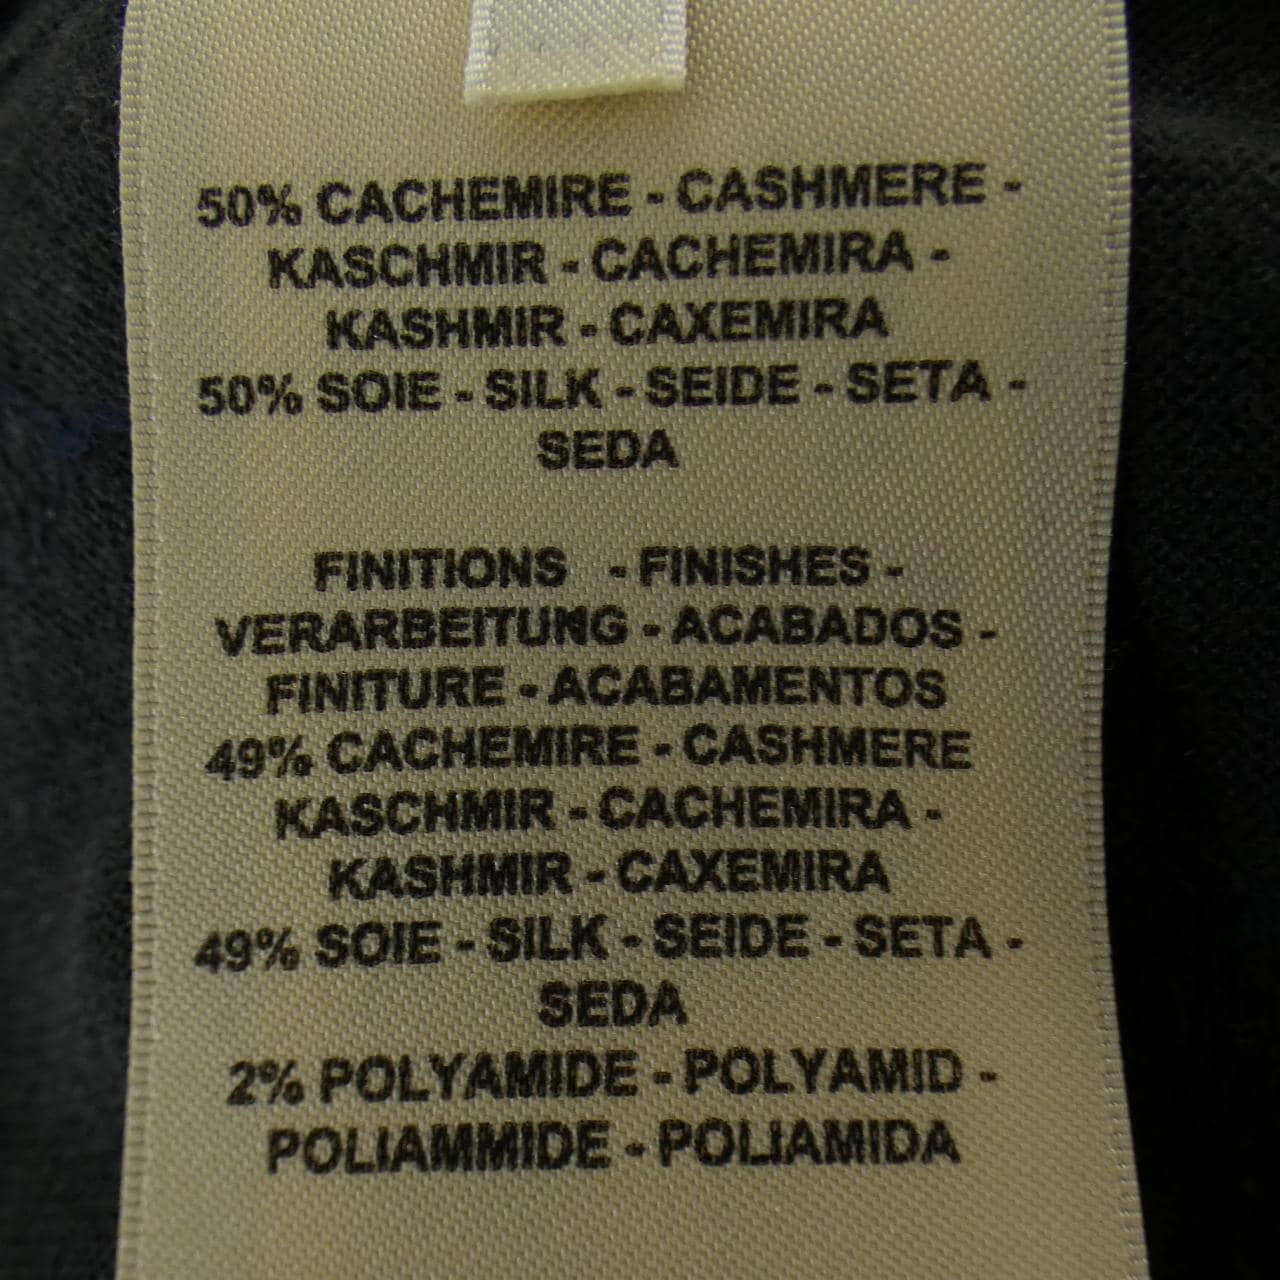 50% CACHEMIRE - CASHMERE -
KASCHMIR - CACHEMIRA -
KASHMIR - CAXEMIRA
50% SOIE - SILK - SEIDE - SETA -
SEDA
FINITIONS - FINISHES -
VERARBEITUNG - ACABADOS -
FINITURE - ACABAMENTOS
49% CACHEMIRE - CASHMERE
KASCHMIR - CACHEMIRA -
KASHMIR - CAXEMIRA
49% SOIE - SILK - SEIDE - SETA -
SEDA
2% POLYAMIDE - POLYAMID -
POLIAMMIDE - POLIAMIDA